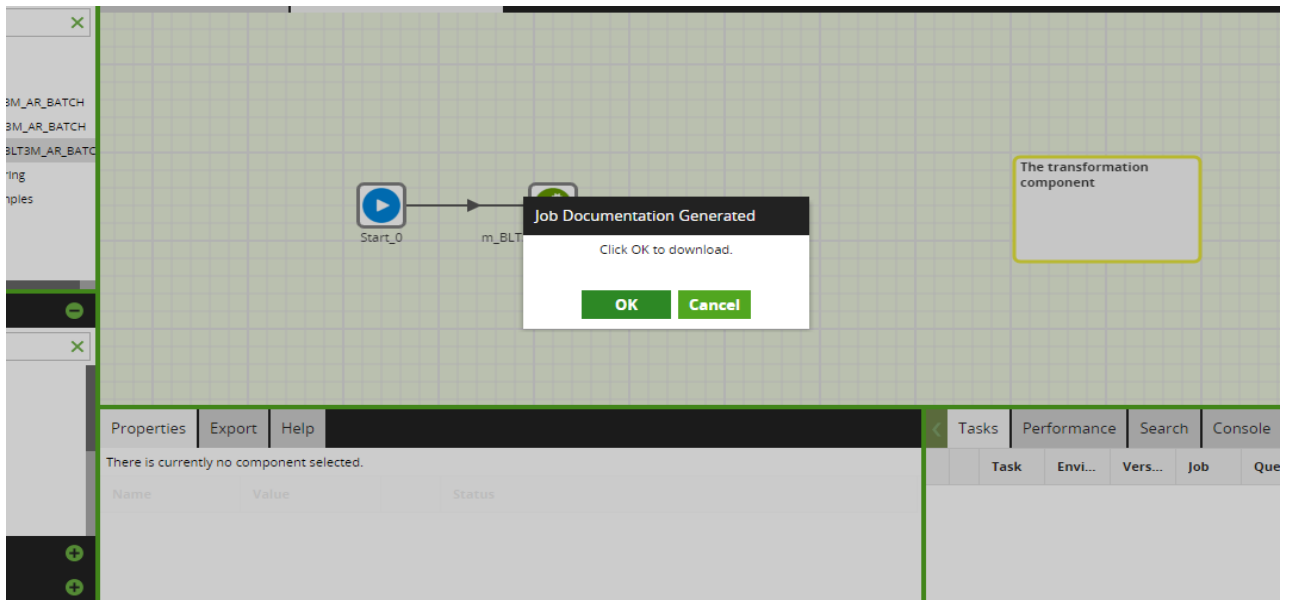 3M_AR_BATCH
3M_AR_BATCH
BLT3M_AR_BATC
ring
mples
Start_0
m_BLT
The transformation
component
Job Documentation Generated
Click OK to download.
OK
Cancel
Properties
Export
Help
There is currently no component selected.
Name
Value
Status
Tasks
Performance
Search
Console
Task
Envi...
Vers...
Job
Que